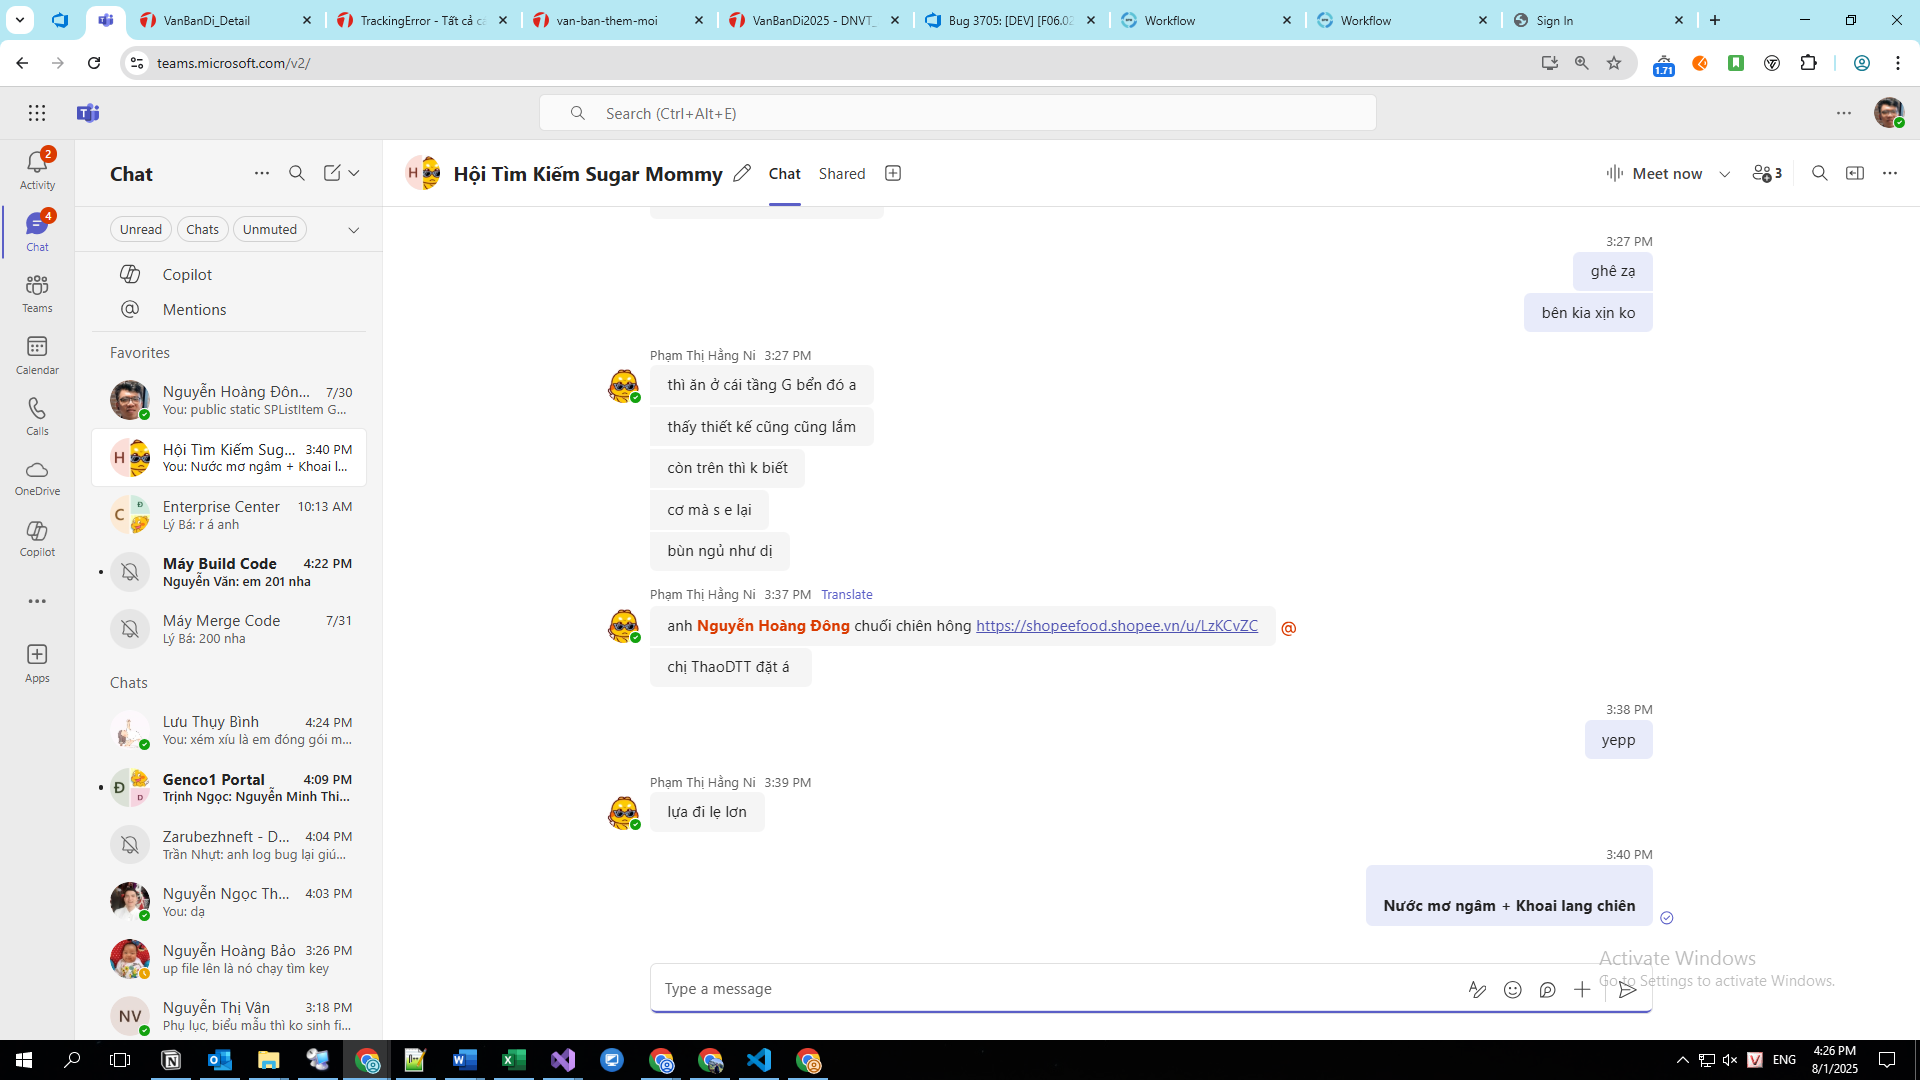 VanBanDi_Detail
TrackingError - Tất cả cá
van-ban-them-moi
VanBanDi2025 - DNVT_
Bug 3705: [DEV] [F06.02
Workflow
Workflow
Sign In
teams.microsoft.com/v2/
1.71
Search (Ctrl+Alt+E)
2
Activity
4
Chat
Teams
Calendar
Calls
OneDrive
Copilot
Apps
Chat
Unread
Chats
Unmuted
Copilot
Mentions
Favorites
Nguyễn Hoàng Đôn... 7/30
You: public static SPListItem G...
H
Hội Tìm Kiếm Sug... 3:40 PM
You: Nước mơ ngâm + Khoai l...
C Đ
Enterprise Center 10:13 AM
Lý Bá: r á anh
Máy Build Code 4:22 PM
Nguyễn Văn: em 201 nha
Máy Merge Code 7/31
Lý Bá: 200 nha
Chats
Lưu Thụy Bình 4:24 PM
You: xém xíu là em đóng gói m...
Đ D
Genco1 Portal 4:09 PM
Trịnh Ngọc: Nguyễn Minh Thi...
Zarubezhneft - D... 4:04 PM
Trần Nhựt: anh log bug lại giú...
Nguyễn Ngọc Th... 4:03 PM
You: dạ
Nguyễn Hoàng Bảo 3:26 PM
up file lên là nó chạy tìm key
NV
Nguyễn Thị Vân 3:18 PM
Phụ lục, biểu mẫu thì ko sinh fi...
H
Hội Tìm Kiếm Sugar Mommy
Chat
Shared
Meet now
3
3:27 PM
ghê zạ
bên kia xịn ko
Phạm Thị Hằng Ni 3:27 PM
thì ăn ở cái tầng G bển đó a
thấy thiết kế cũng cũng lắm
còn trên thì k biết
cơ mà s e lại
bùn ngủ như dị
Phạm Thị Hằng Ni 3:37 PM Translate
anh Nguyễn Hoàng Đông chuối chiên hông https://shopeefood.shopee.vn/u/LzKCvZC @
chị ThaoDTT đặt á
3:38 PM
yepp
Phạm Thị Hằng Ni 3:39 PM
lựa đi lẹ lơn
3:40 PM
Nước mơ ngâm + Khoai lang chiên
Type a message
Activate Windows
Go to Settings to activate Windows.
ENG
4:26 PM
8/1/2025